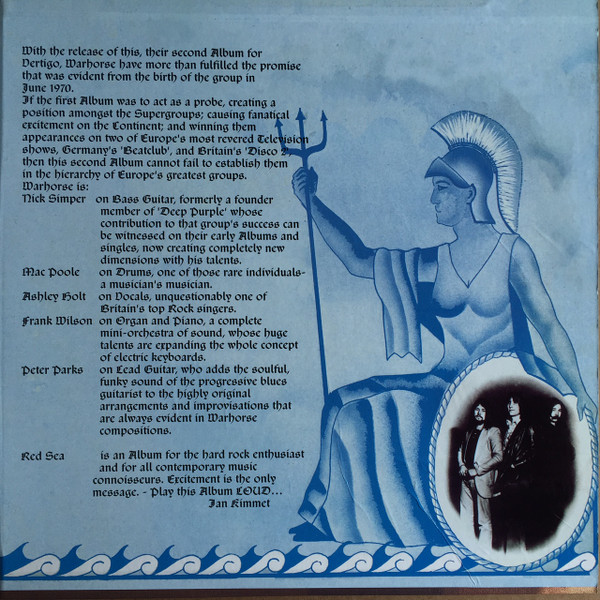 With the release of this, their second Album for
Vertigo, Warhorse have more than fulfilled the promise
that was evident from the birth of the group in
June 1970.
If the first Album was to act as a probe, creating a
position amongst the Supergroups; causing fanatical
excitement on the Continent; and winning them
appearances on two of Europe's most revered Television
shows, Germany's 'Beatclub', and Britain's 'Disco 2',
then this second Album cannot fail to establish them
in the hierarchy of Europe's greatest groups.
Warhorse is:
Nick Simper on Bass Guitar, formerly a founder
member of 'Deep Purple' whose
contribution to that group's success can
be witnessed on their early Albums and
singles, now creating completely new
dimensions with his talents.
Mac Poole on Drums, one of those rare individuals-
a musician's musician.
Ashley Holt on Vocals, unquestionably one of
Britain's top Rock singers.
Frank Wilson on Organ and Piano, a complete
mini-orchestra of sound, whose huge
talents are expanding the whole concept
of electric keyboards.
Peter Parks on Lead Guitar, who adds the soulful,
funky sound of the progressive blues
guitarist to the highly original
arrangements and improvisations that
are always evident in Warhorse
compositions.
Red Sea is an Album for the hard rock enthusiast
and for all contemporary music
connoisseurs. Excitement is the only
message. - Play this Album LOUD...
Ian Kimmet